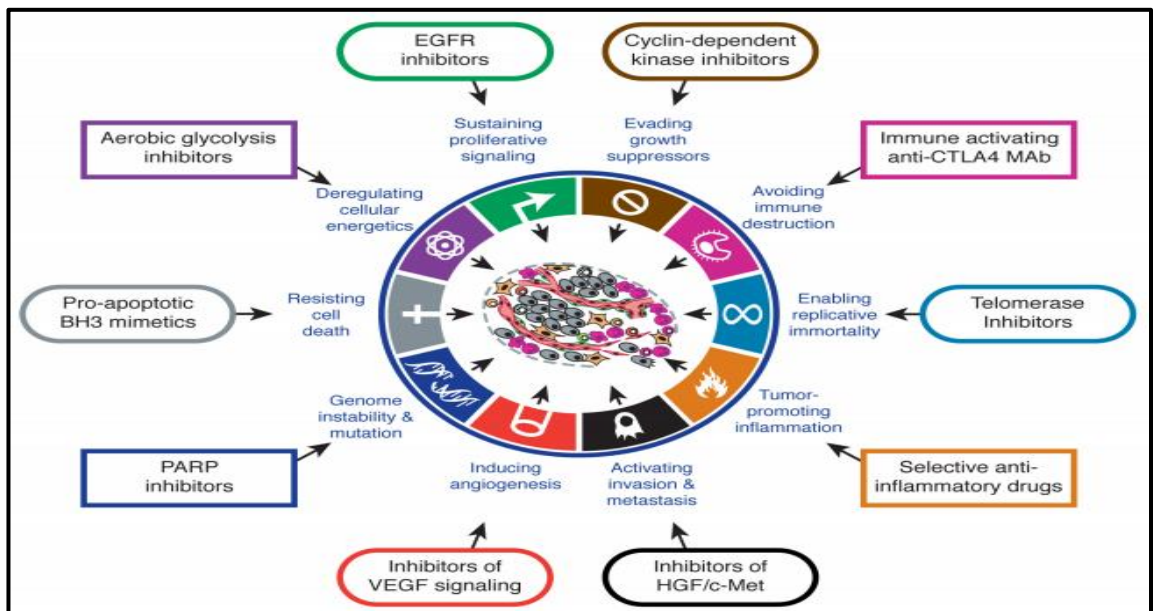 EGFR
inhibitors
Cyclin-dependent
kinase inhibitors
Sustaining
proliferative
signaling
Evading
growth
suppressors
Aerobic glycolysis
inhibitors
Immune activating
anti-CTLA4 MAb
Deregulating
cellular
energetics
Avoiding
immune
destruction
Pro-apoptotic
BH3 mimetics
Resisting
cell
death
Enabling
replicative
immortality
Telomerase
Inhibitors
Genome
instability &
mutation
Tumor-
promoting
inflammation
PARP
inhibitors
Inducing
angiogenesis
Activating
invasion &
metastasis
Selective anti-
inflammatory drugs
Inhibitors of
VEGF signaling
Inhibitors of
HGF/c-Met